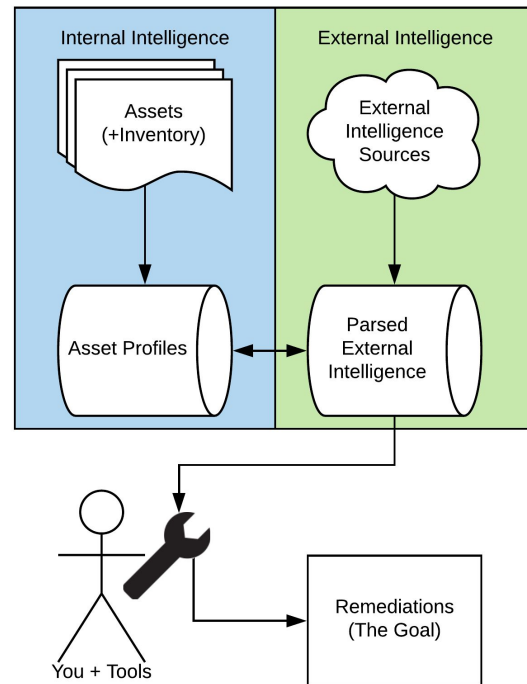 Internal Intelligence
External Intelligence
Assets
(+Inventory)
External
Intelligence
Sources
Asset Profiles
Parsed
External
Intelligence
You + Tools
Remediations
(The Goal)